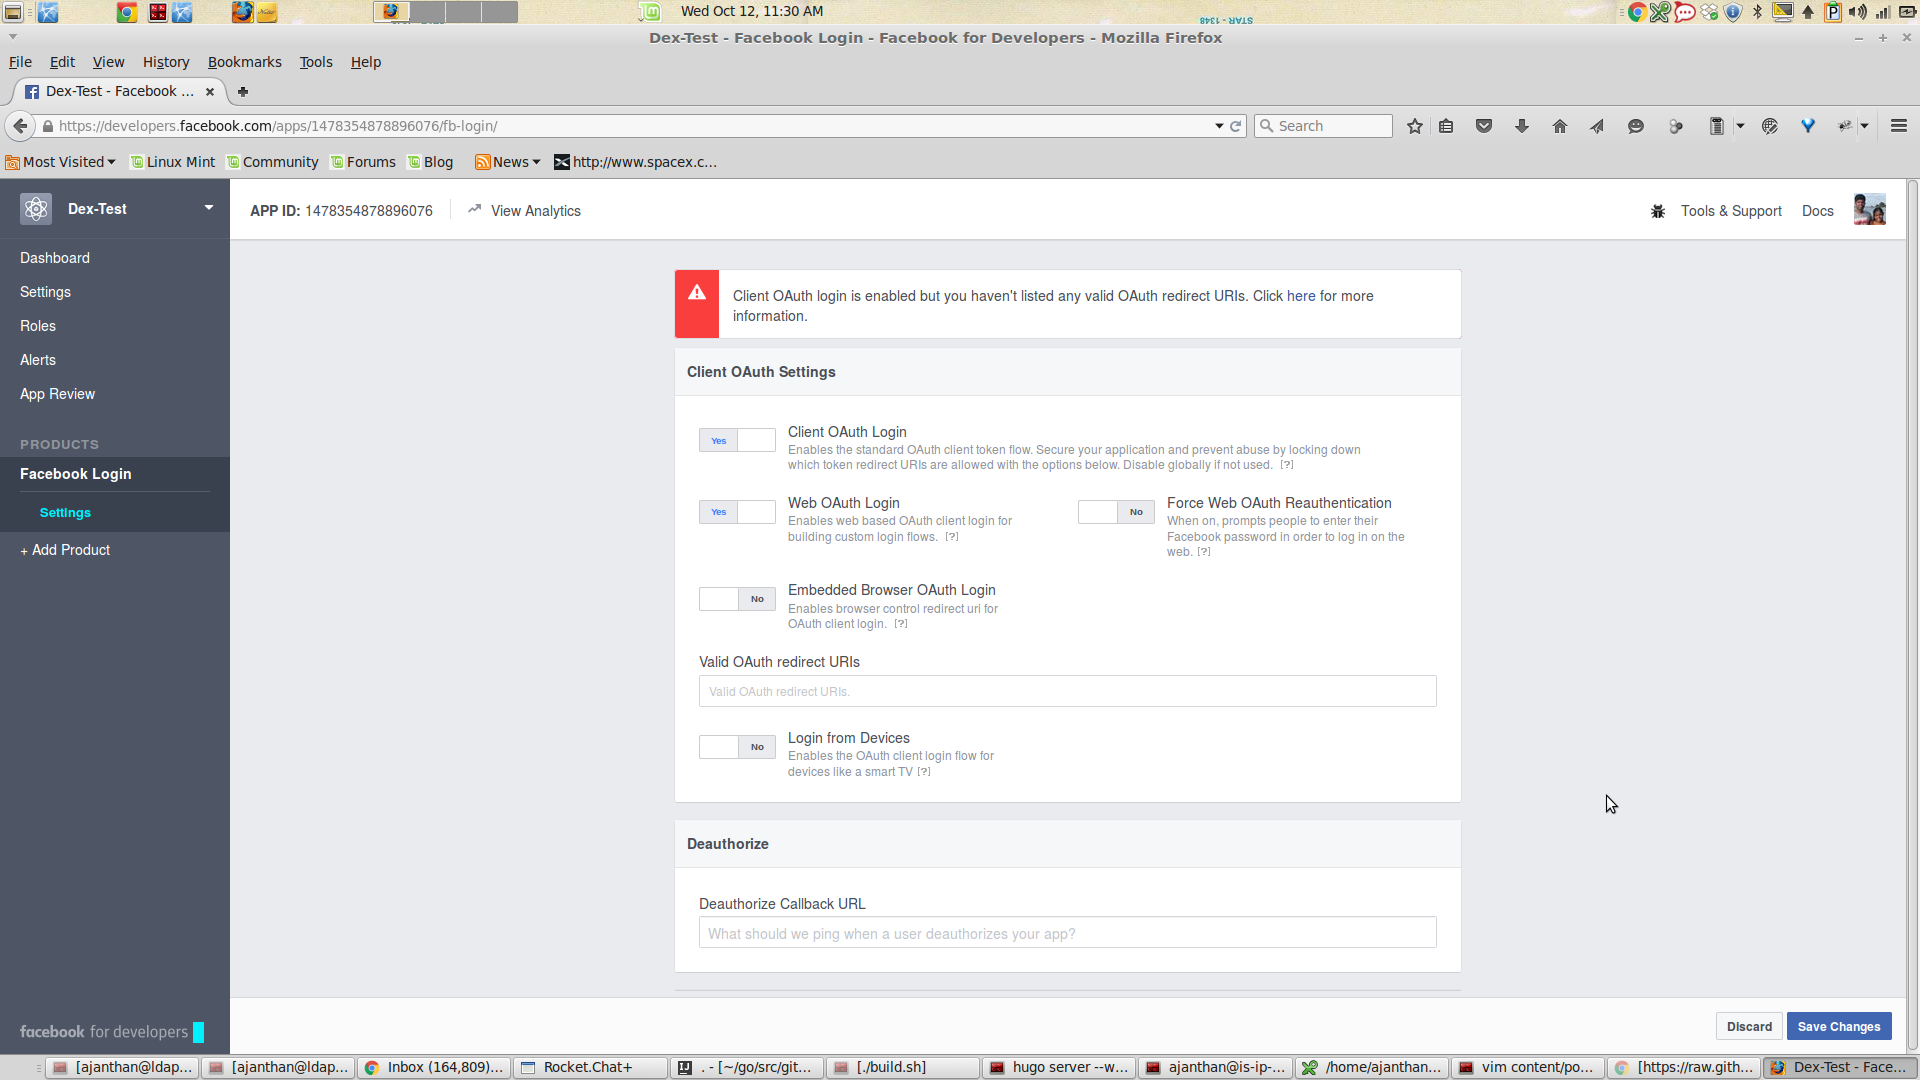 Wed Oct 12, 11:30 AM
STAR - 1348
Dex-Test - Facebook Login - Facebook for Developers - Mozilla Firefox
File Edit View History Bookmarks Tools Help
Dex-Test - Facebook ...
https://developers.facebook.com/apps/1478354878896076/fb-login/
Search
Most Visited Linux Mint Community Forums Blog News http://www.spacex.c...
Dex-Test
APP ID: 1478354878896076 View Analytics
Tools & Support Docs
Dashboard
Settings
Roles
Alerts
App Review
PRODUCTS
Facebook Login
Settings
+ Add Product
facebook for developers
Client OAuth login is enabled but you haven't listed any valid OAuth redirect URIs. Click here for more
information.
Client OAuth Settings
Yes
Client OAuth Login
Enables the standard OAuth client token flow. Secure your application and prevent abuse by locking down
which token redirect URIs are allowed with the options below. Disable globally if not used. [?]
Yes
Web OAuth Login
Enables web based OAuth client login for
building custom login flows. [?]
No
Force Web OAuth Reauthentication
When on, prompts people to enter their
Facebook password in order to log in on the
web. [?]
No
Embedded Browser OAuth Login
Enables browser control redirect uri for
OAuth client login. [?]
Valid OAuth redirect URIs
Valid OAuth redirect URIs.
No
Login from Devices
Enables the OAuth client login flow for
devices like a smart TV [?]
Deauthorize
Deauthorize Callback URL
What should we ping when a user deauthorizes your app?
Discard Save Changes
[ajanthan@ldap... [ajanthan@ldap... Inbox (164,809)... Rocket.Chat+ . - [~/go/src/git... [./build.sh] hugo server --w... ajanthan@is-ip-... /home/ajanthan... vim content/po... [https://raw.gith... Dex-Test - Face...